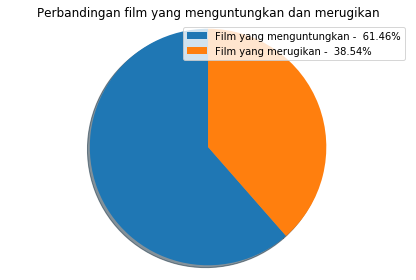 Perbandingan film yang menguntungkan dan merugikan
Film yang menguntungkan -  61.46%
Film yang merugikan -  38.54%